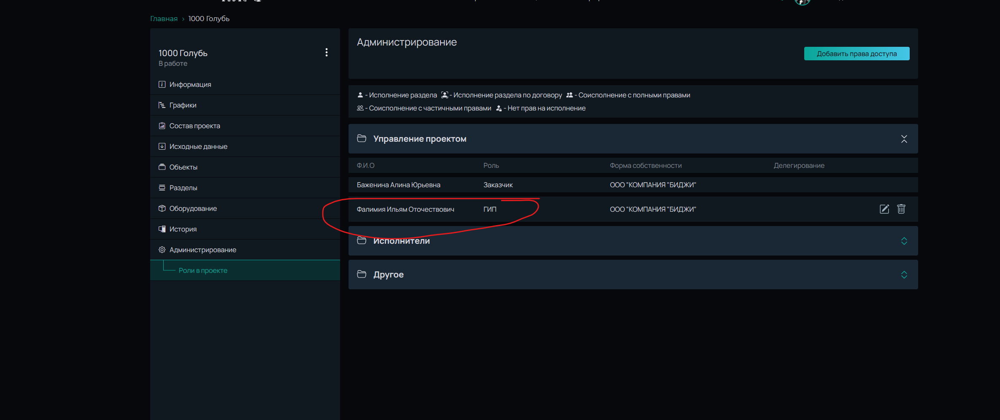 Главная › 1000 Голубь
1000 Голубь
В работе
Информация
Графики
Состав проекта
Исходные данные
Объекты
Разделы
Оборудование
История
Администрирование
Роли в проекте
Администрирование
Добавить права доступа
- Исполнение раздела - Исполнение раздела по договору - Соисполнение с полными правами
- Соисполнение с частичными правами - Нет прав на исполнение
Управление проектом
Ф.И.О Роль Форма собственности Делегирование
Баженина Алина Юрьевна Заказчик ООО "КОМПАНИЯ "БИДЖИ"
Фалимия Ильям Оточествович ГИП ООО "КОМПАНИЯ "БИДЖИ"
Исполнители
Другое